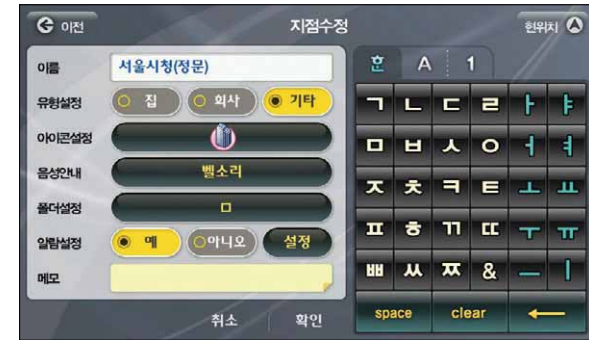 이전 지점수정 현위치
이름 서울시청(정문)
유형설정 집 회사 기타
아이콘설정
음성안내 벨소리
폴더설정 ㅁ
알람설정 예 아니오 설정
메모
취소 확인
A 1
ㄱ ㄴ ㄷ ㄹ ㅏ ㅑ
ㅁ ㅂ ㅅ ㅇ ㅓ ㅕ
ㅈ ㅊ ㅋ ㅌ ㅗ ㅛ
ㅍ ㅎ ㄲ ㄸ ㅜ ㅠ
ㅃ ㅆ ㅉ & ㅡ ㅣ
space clear ←